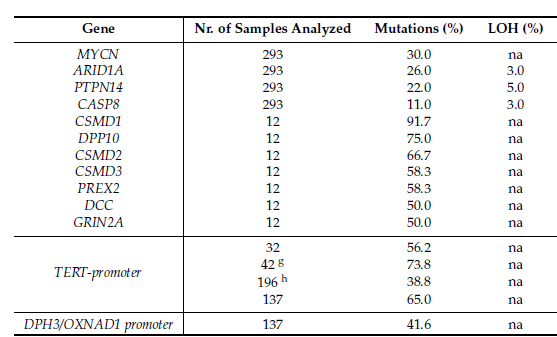 Gene Nr. of Samples Analyzed Mutations (%) LOH (%)
MYCN 293 30.0 na
ARID1A 293 26.0 3.0
PTPN14 293 22.0 5.0
CASP8 293 11.0 3.0
CSMD1 12 91.7 na
DPP10 12 75.0 na
CSMD2 12 66.7 na
CSMD3 12 58.3 na
PREX2 12 58.3 na
DCC 12 50.0 na
GRIN2A 12 50.0 na
TERT-promoter
32 56.2 na
42 g 73.8 na
196 h 38.8 na
137 65.0 na
DPH3/OXNAD1 promoter 137 41.6 na